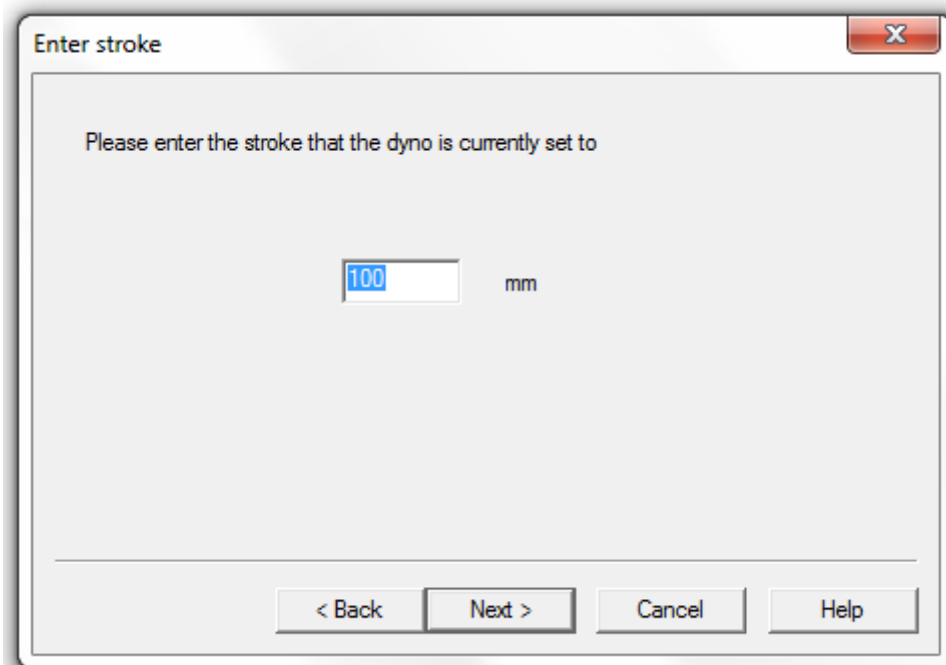 Enter stroke
Please enter the stroke that the dyno is currently set to
100 mm
< Back Next > Cancel Help